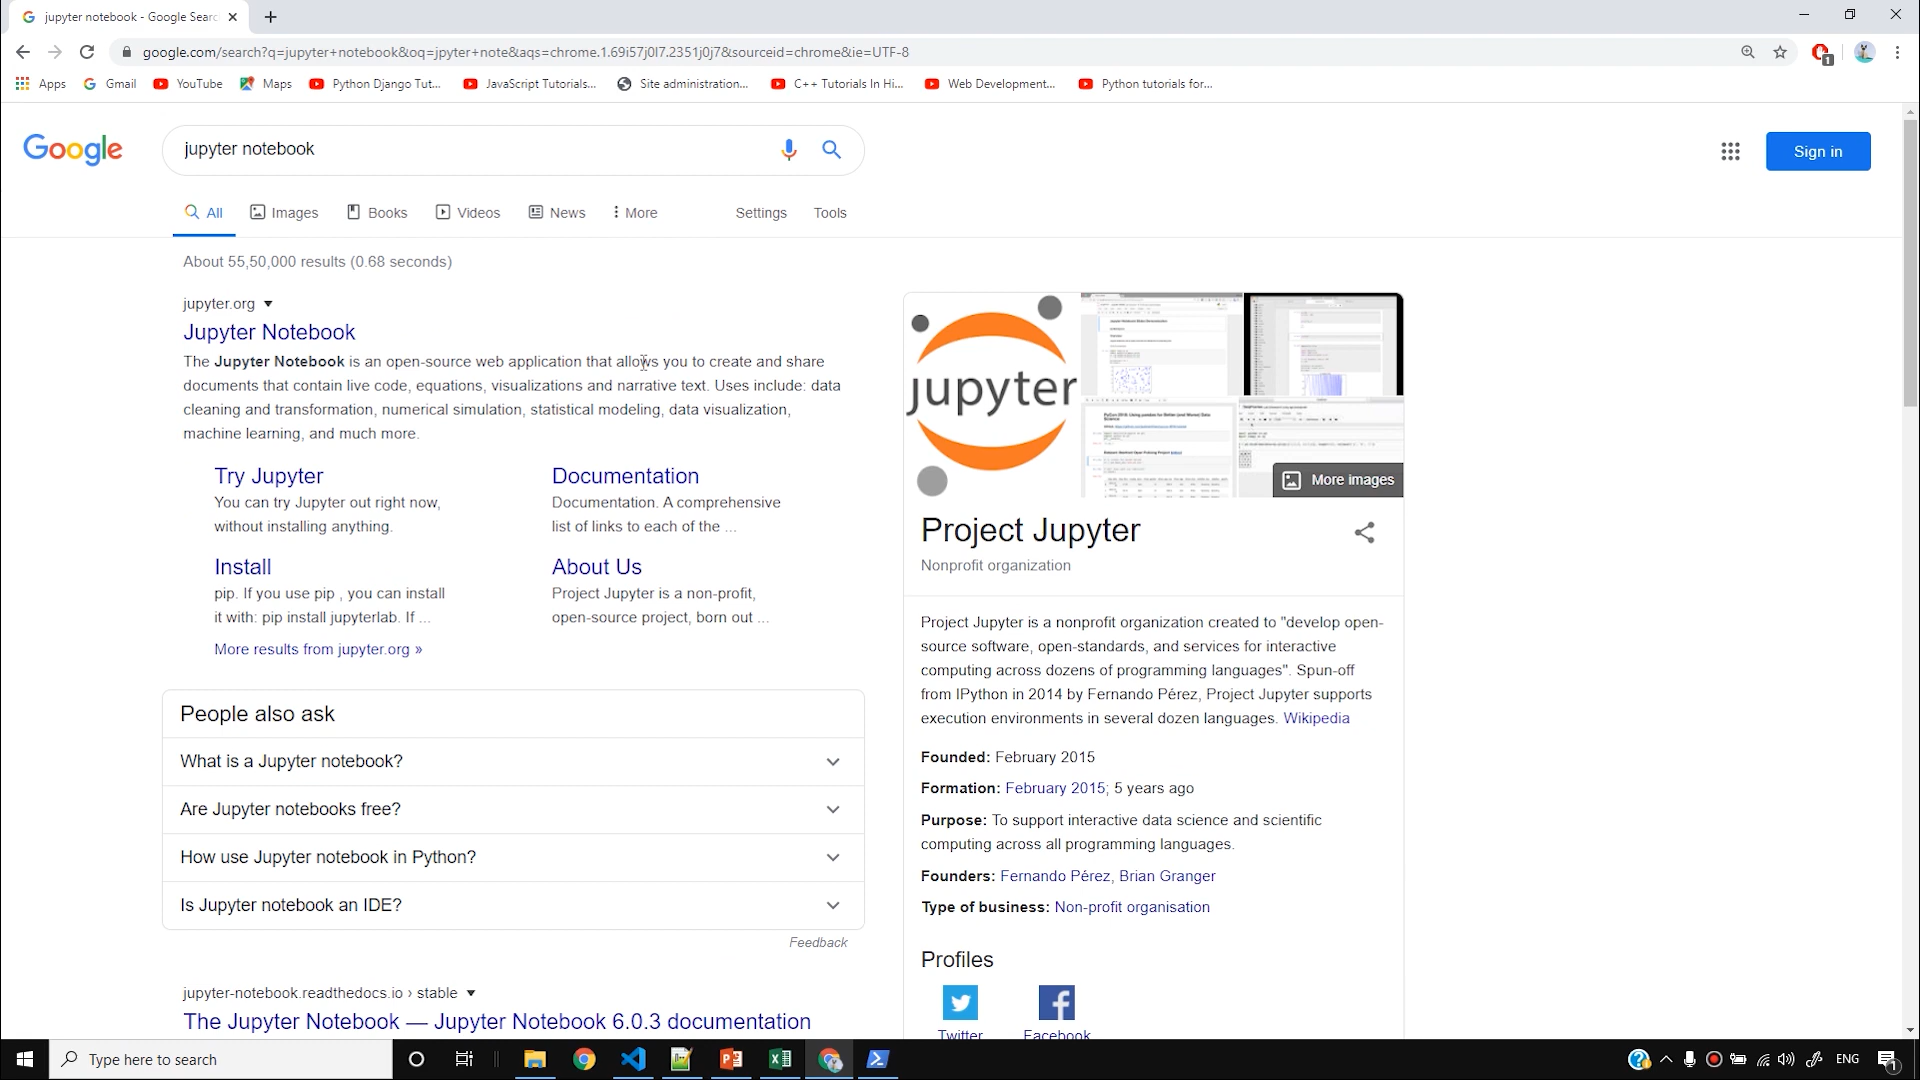 jupyter notebook - Google Searc
google.com/search?q=jupyter+notebook&oq=jpyter+note&aqs=chrome.1.69i57j0l7.2351j0j7&sourceid=chrome&ie=UTF-8
Apps Gmail YouTube Maps Python Django Tut... JavaScript Tutorials... Site administration... C++ Tutorials In Hi... Web Development... Python tutorials for...
Google
jupyter notebook
Sign in
All Images Books Videos News More Settings Tools
About 55,50,000 results (0.68 seconds)
jupyter.org
Jupyter Notebook
The Jupyter Notebook is an open-source web application that allows you to create and share
documents that contain live code, equations, visualizations and narrative text. Uses include: data
cleaning and transformation, numerical simulation, statistical modeling, data visualization,
machine learning, and much more.
Try Jupyter
You can try Jupyter out right now,
without installing anything.
Documentation
Documentation. A comprehensive
list of links to each of the ...
Install
pip. If you use pip , you can install
it with: pip install jupyterlab. If ...
About Us
Project Jupyter is a non-profit,
open-source project, born out ...
More results from jupyter.org »
People also ask
What is a Jupyter notebook?
Are Jupyter notebooks free?
How use Jupyter notebook in Python?
Is Jupyter notebook an IDE?
Feedback
jupyter-notebook.readthedocs.io › stable
The Jupyter Notebook — Jupyter Notebook 6.0.3 documentation
jupyter
More images
Project Jupyter
Nonprofit organization
Project Jupyter is a nonprofit organization created to "develop open-
source software, open-standards, and services for interactive
computing across dozens of programming languages". Spun-off
from IPython in 2014 by Fernando Pérez, Project Jupyter supports
execution environments in several dozen languages. Wikipedia
Founded: February 2015
Formation: February 2015; 5 years ago
Purpose: To support interactive data science and scientific
computing across all programming languages.
Founders: Fernando Pérez, Brian Granger
Type of business: Non-profit organisation
Profiles
Twitter Facebook
Type here to search
ENG